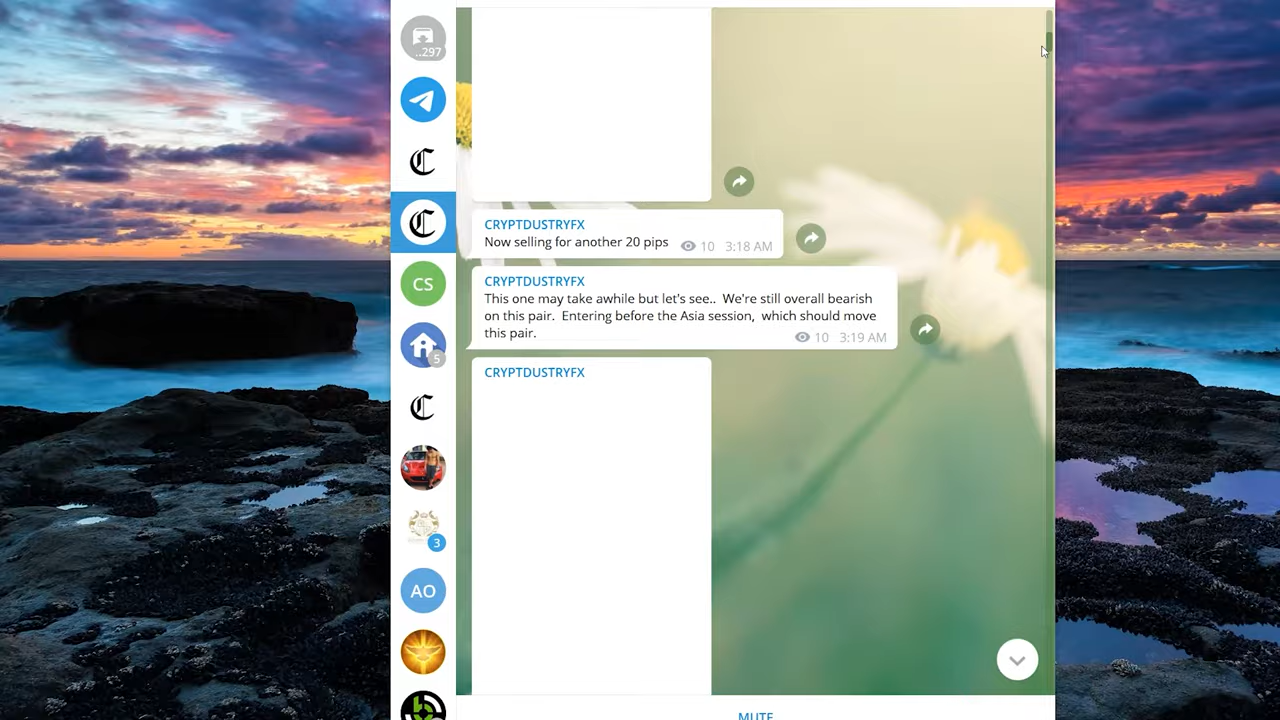 ..297
C
CRYPTDUSTRYFX
Now selling for another 20 pips 10 3:18 AM
C
CS
CRYPTDUSTRYFX
This one may take awhile but let's see.. We're still overall bearish
on this pair. Entering before the Asia session, which should move
this pair. 10 3:19 AM
5
CRYPTDUSTRYFX
C
3
AO
MUTE